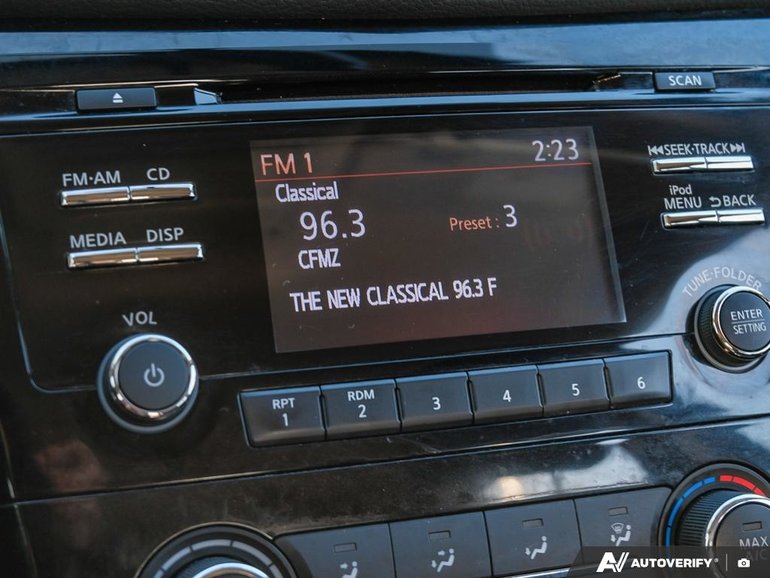 SCAN
FM·AM CD
SEEK·TRACK
iPod
MENU BACK
MEDIA DISP
FM 1 2:23
Classical
96.3 Preset : 3
CFMZ
THE NEW CLASSICAL 96.3 F
TUNE·FOLDER
ENTER
SETTING
VOL
RPT RDM
1 2 3 4 5 6
MAX
A/C
AUTOVERIFY